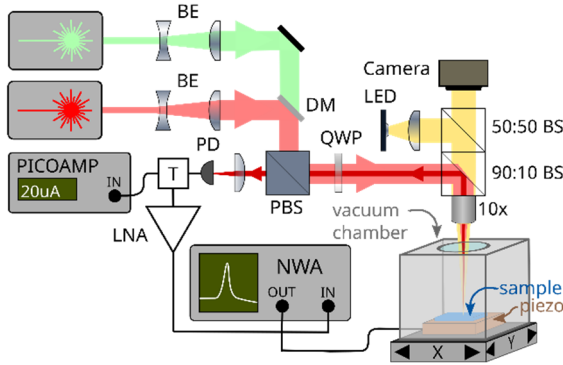 BE
BE
DM
Camera
LED
50:50 BS
QWP
90:10 BS
PD
PICOAMP
20uA
IN
T
PBS
10x
LNA
vacuum
chamber
NWA
OUT
IN
sample
piezo
X
Y